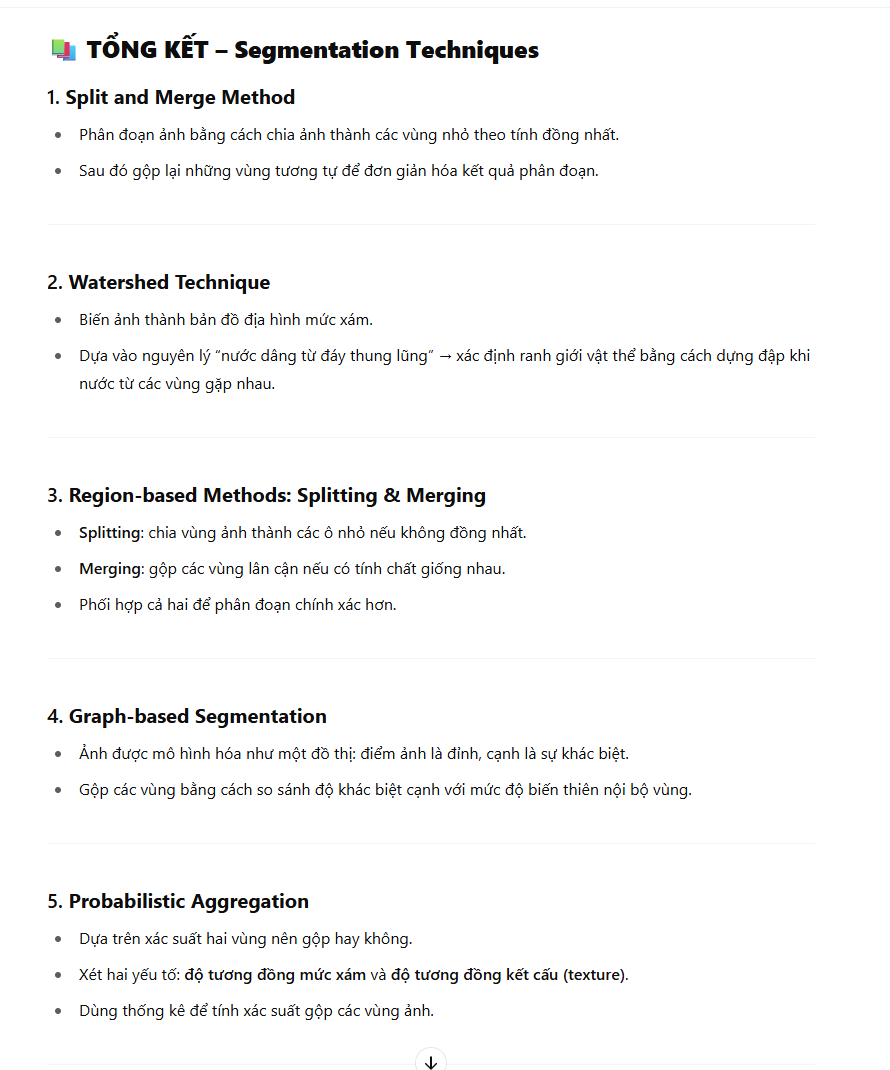 📚 TỔNG KẾT – Segmentation Techniques
1. Split and Merge Method
• Phân đoạn ảnh bằng cách chia ảnh thành các vùng nhỏ theo tính đồng nhất.
• Sau đó gộp lại những vùng tương tự để đơn giản hóa kết quả phân đoạn.
2. Watershed Technique
• Biến ảnh thành bản đồ địa hình mức xám.
• Dựa vào nguyên lý “nước dâng từ đáy thung lũng” → xác định ranh giới vật thể bằng cách dựng đập khi
nước từ các vùng gặp nhau.
3. Region-based Methods: Splitting & Merging
• Splitting: chia vùng ảnh thành các ô nhỏ nếu không đồng nhất.
• Merging: gộp các vùng lân cận nếu có tính chất giống nhau.
• Phối hợp cả hai để phân đoạn chính xác hơn.
4. Graph-based Segmentation
• Ảnh được mô hình hóa như một đồ thị: điểm ảnh là đỉnh, cạnh là sự khác biệt.
• Gộp các vùng bằng cách so sánh độ khác biệt cạnh với mức độ biến thiên nội bộ vùng.
5. Probabilistic Aggregation
• Dựa trên xác suất hai vùng nên gộp hay không.
• Xét hai yếu tố: độ tương đồng mức xám và độ tương đồng kết cấu (texture).
• Dùng thống kê để tính xác suất gộp các vùng ảnh.